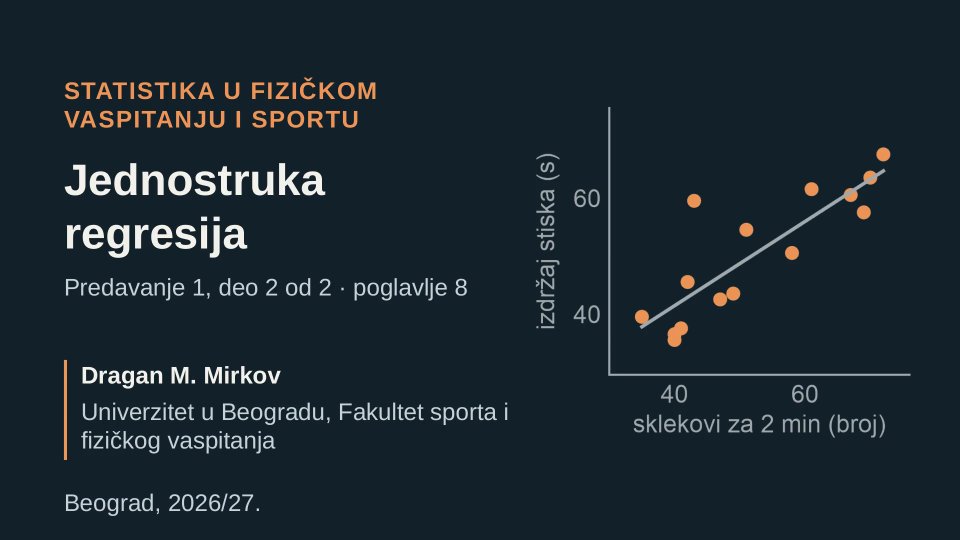 STATISTIKA U FIZIČKOM
VASPITANJU I SPORTU
Jednostruka
regresija
Predavanje 1, deo 2 od 2 · poglavlje 8
Dragan M. Mirkov
Univerzitet u Beogradu, Fakultet sporta i
fizičkog vaspitanja
Beograd, 2026/27.
izdržaj stiska (s)
60
40
40 60
sklekovi za 2 min (broj)